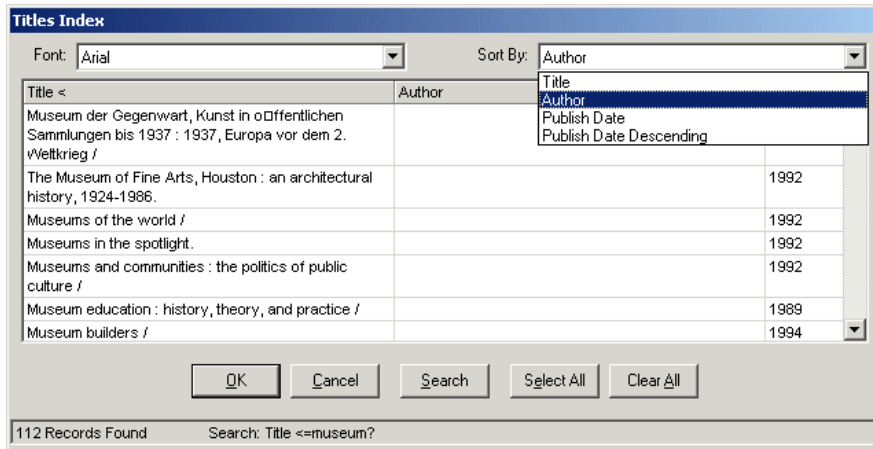 Titles Index
Font: Arial Sort By: Author
Title
Author
Publish Date
Publish Date Descending
Title < Author
Museum der Gegenwart, Kunst in o□ffentlichen
Sammlungen bis 1937 : 1937, Europa vor dem 2.
Weltkrieg /
The Museum of Fine Arts, Houston : an architectural 1992
history, 1924-1986.
Museums of the world / 1992
Museums in the spotlight. 1992
Museums and communities : the politics of public 1992
culture /
Museum education : history, theory, and practice / 1989
Museum builders / 1994
OK Cancel Search Select All Clear All
112 Records Found Search: Title <=museum?